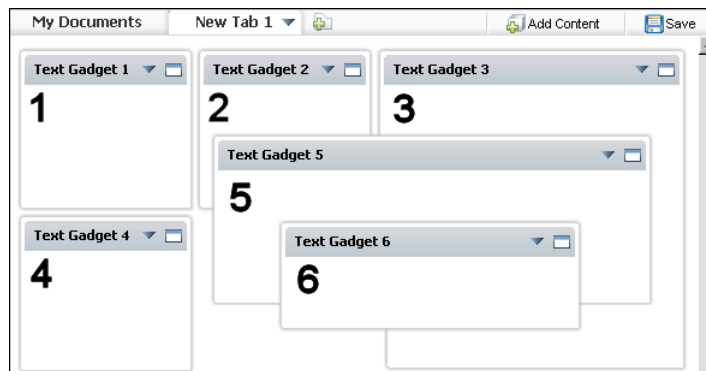 My Documents New Tab 1 Add Content Save
Text Gadget 1 Text Gadget 2 Text Gadget 3
1 2 3
Text Gadget 5
5
Text Gadget 4 Text Gadget 6
4 6